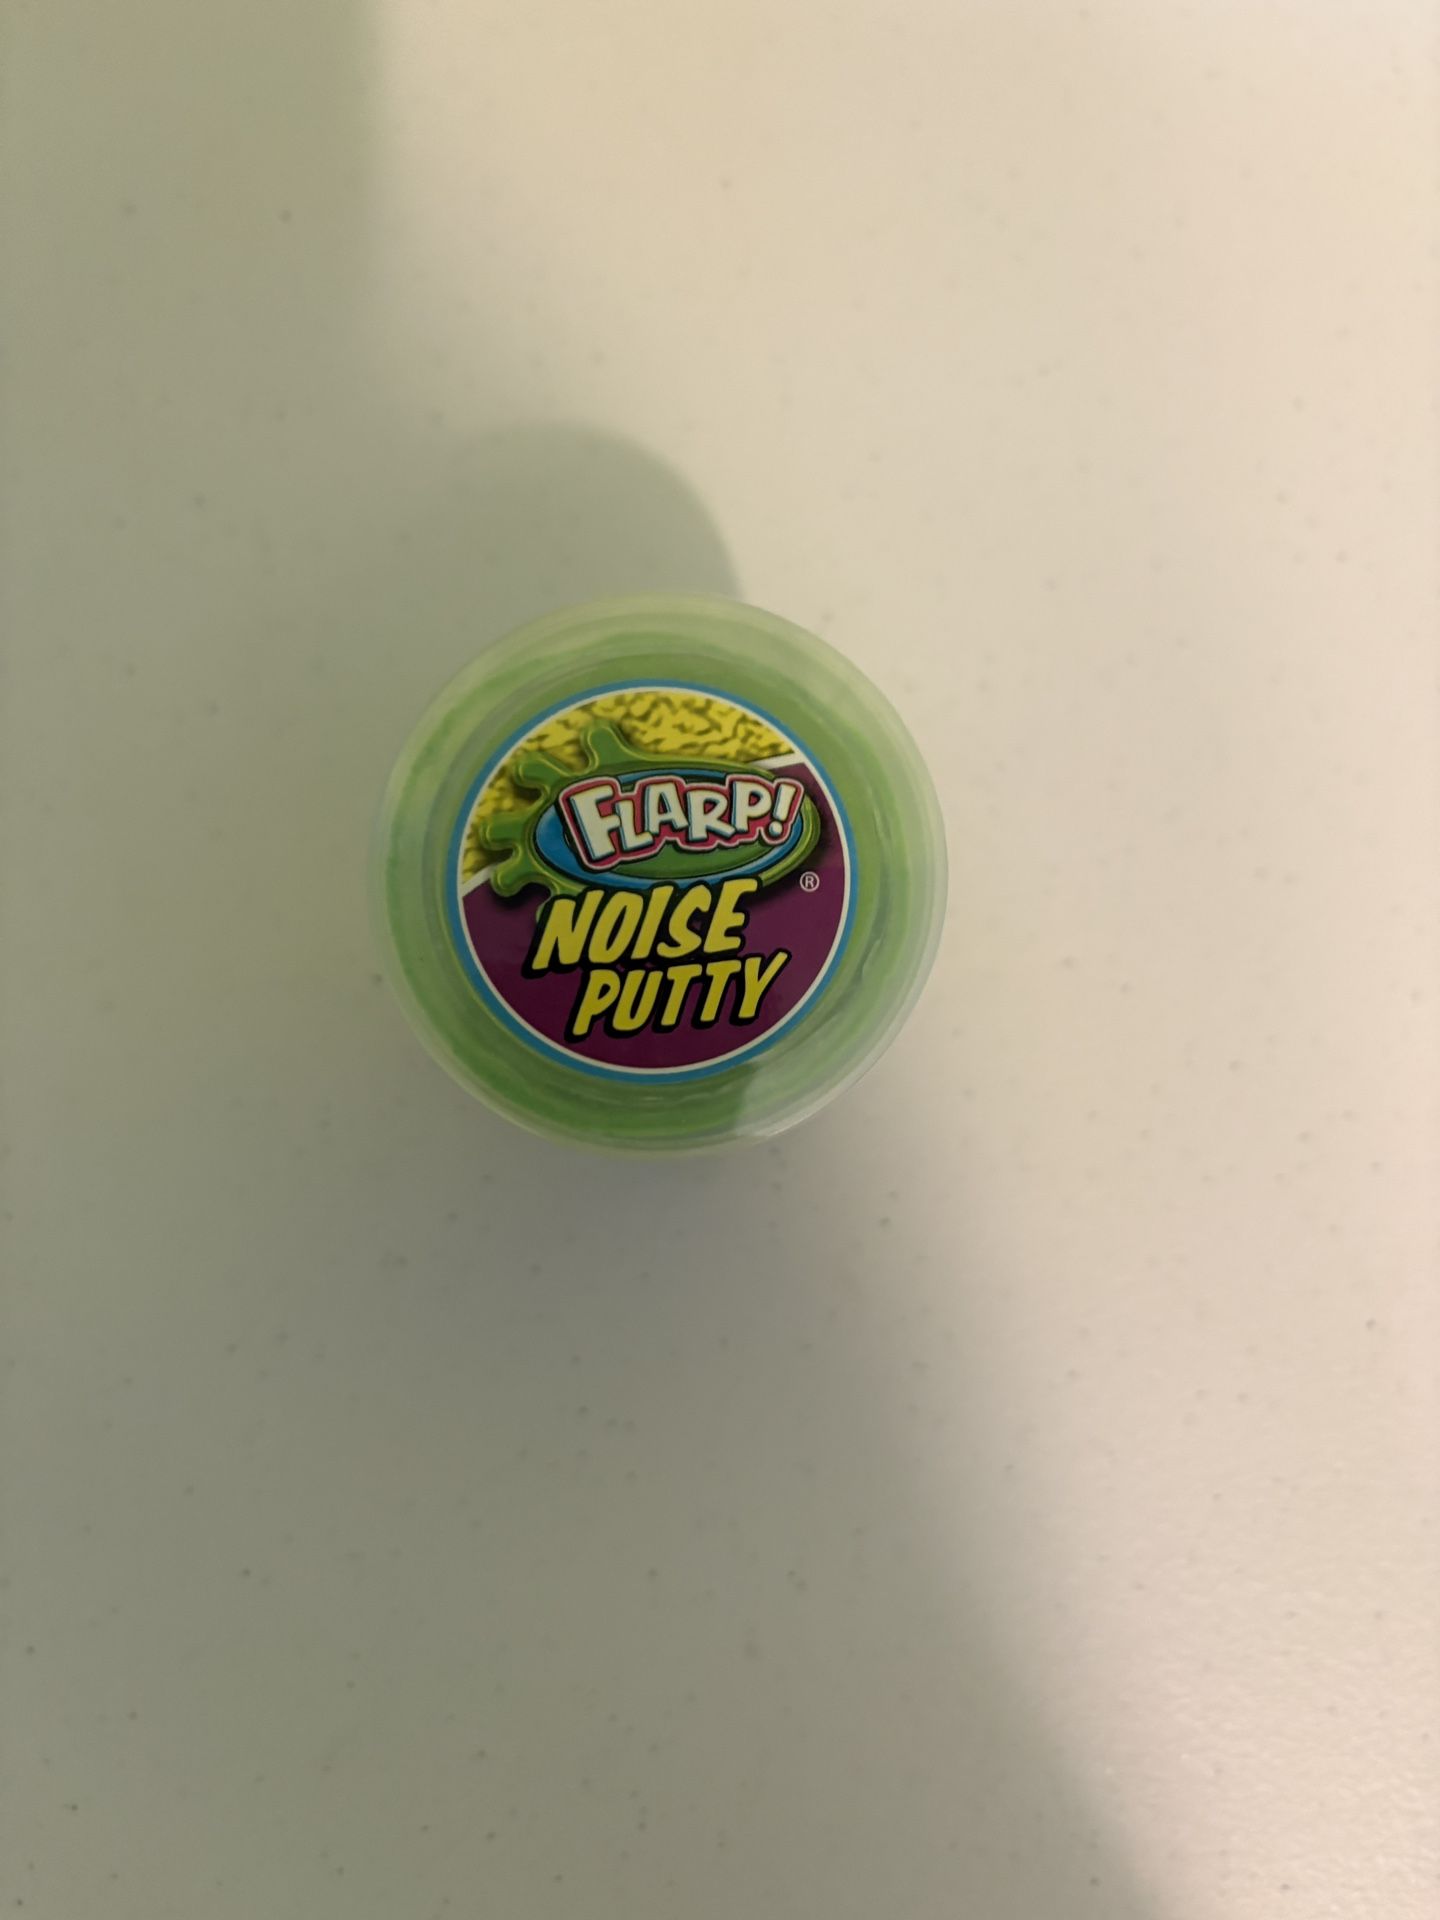 FLARP!
®
NOISE
PUTTY